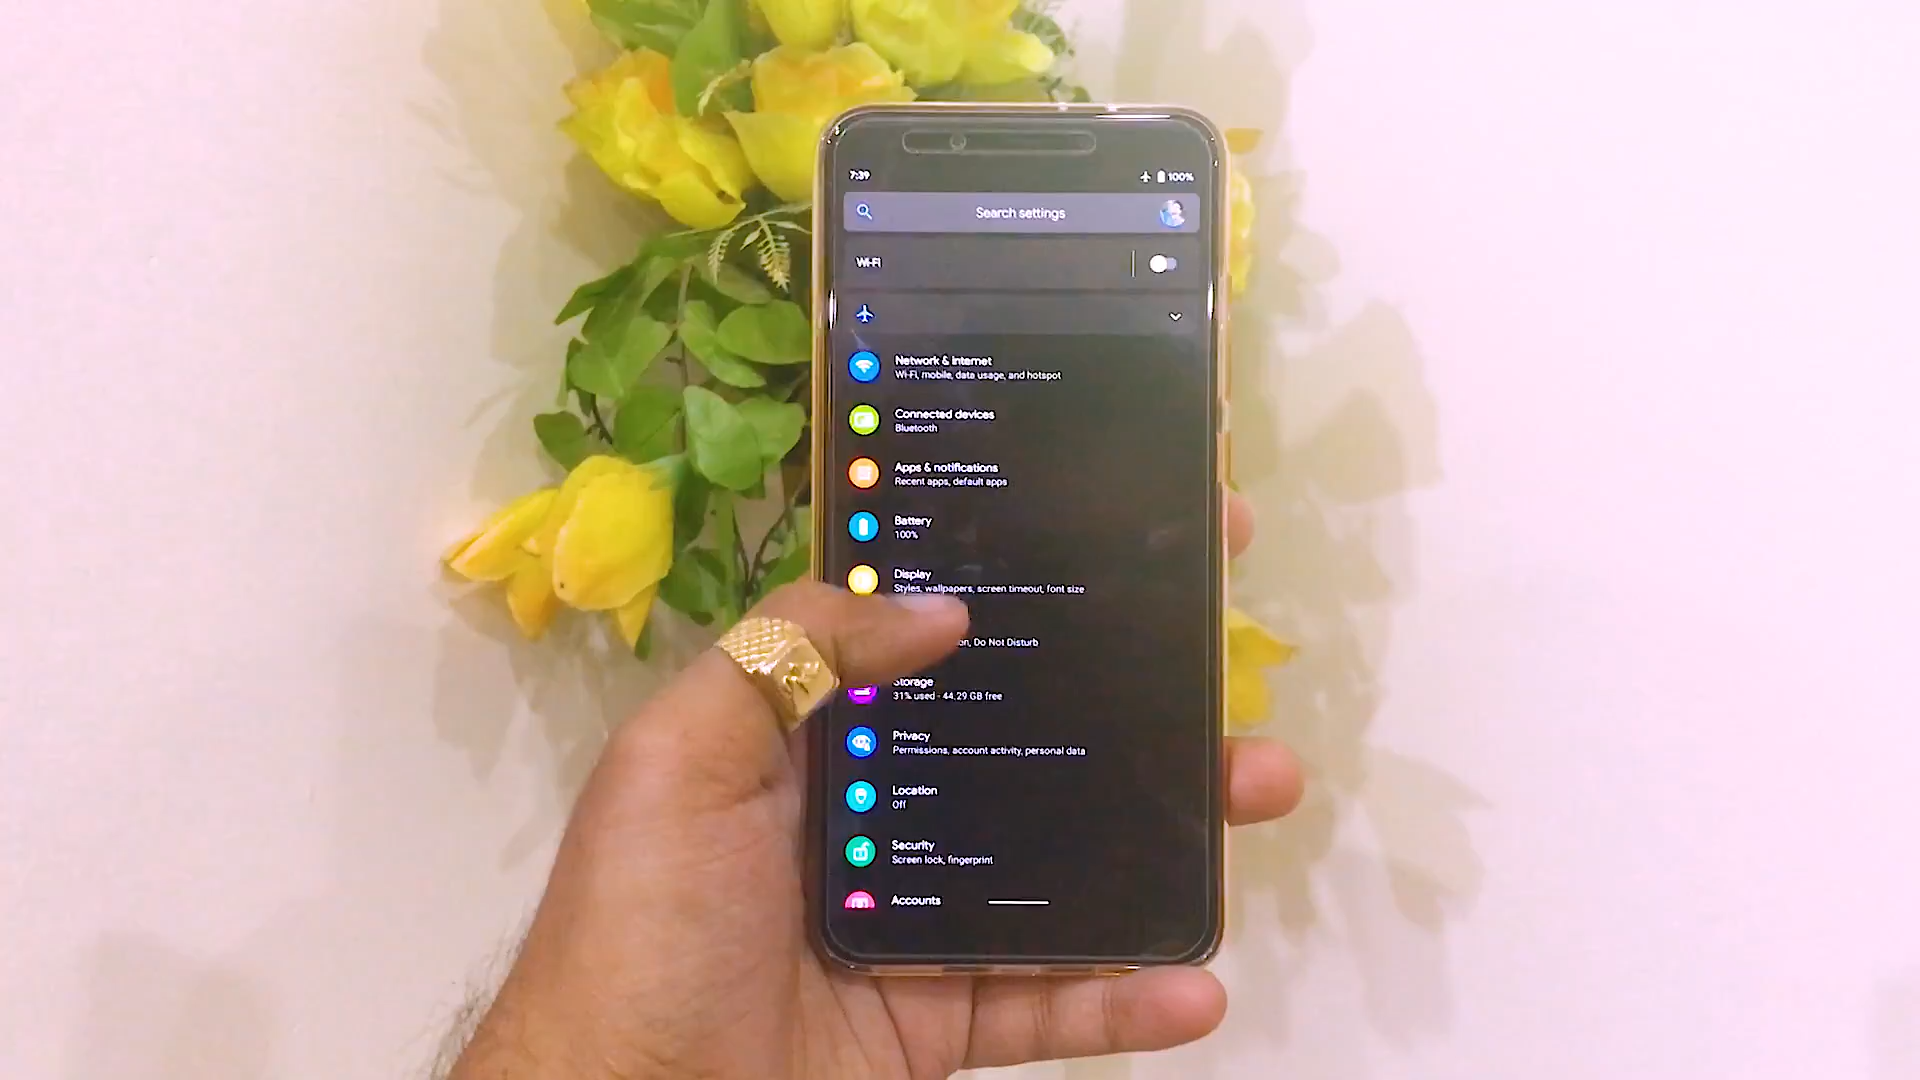 7:39
100%
Search settings
Wi-Fi
Network & internet
Wi-Fi, mobile, data usage, and hotspot
Connected devices
Bluetooth
Apps & notifications
Recent apps, default apps
Battery
100%
Display
Styles, wallpapers, screen timeout, font size
Do Not Disturb
Storage
31% used - 44.29 GB free
Privacy
Permissions, account activity, personal data
Location
Off
Security
Screen lock, fingerprint
Accounts